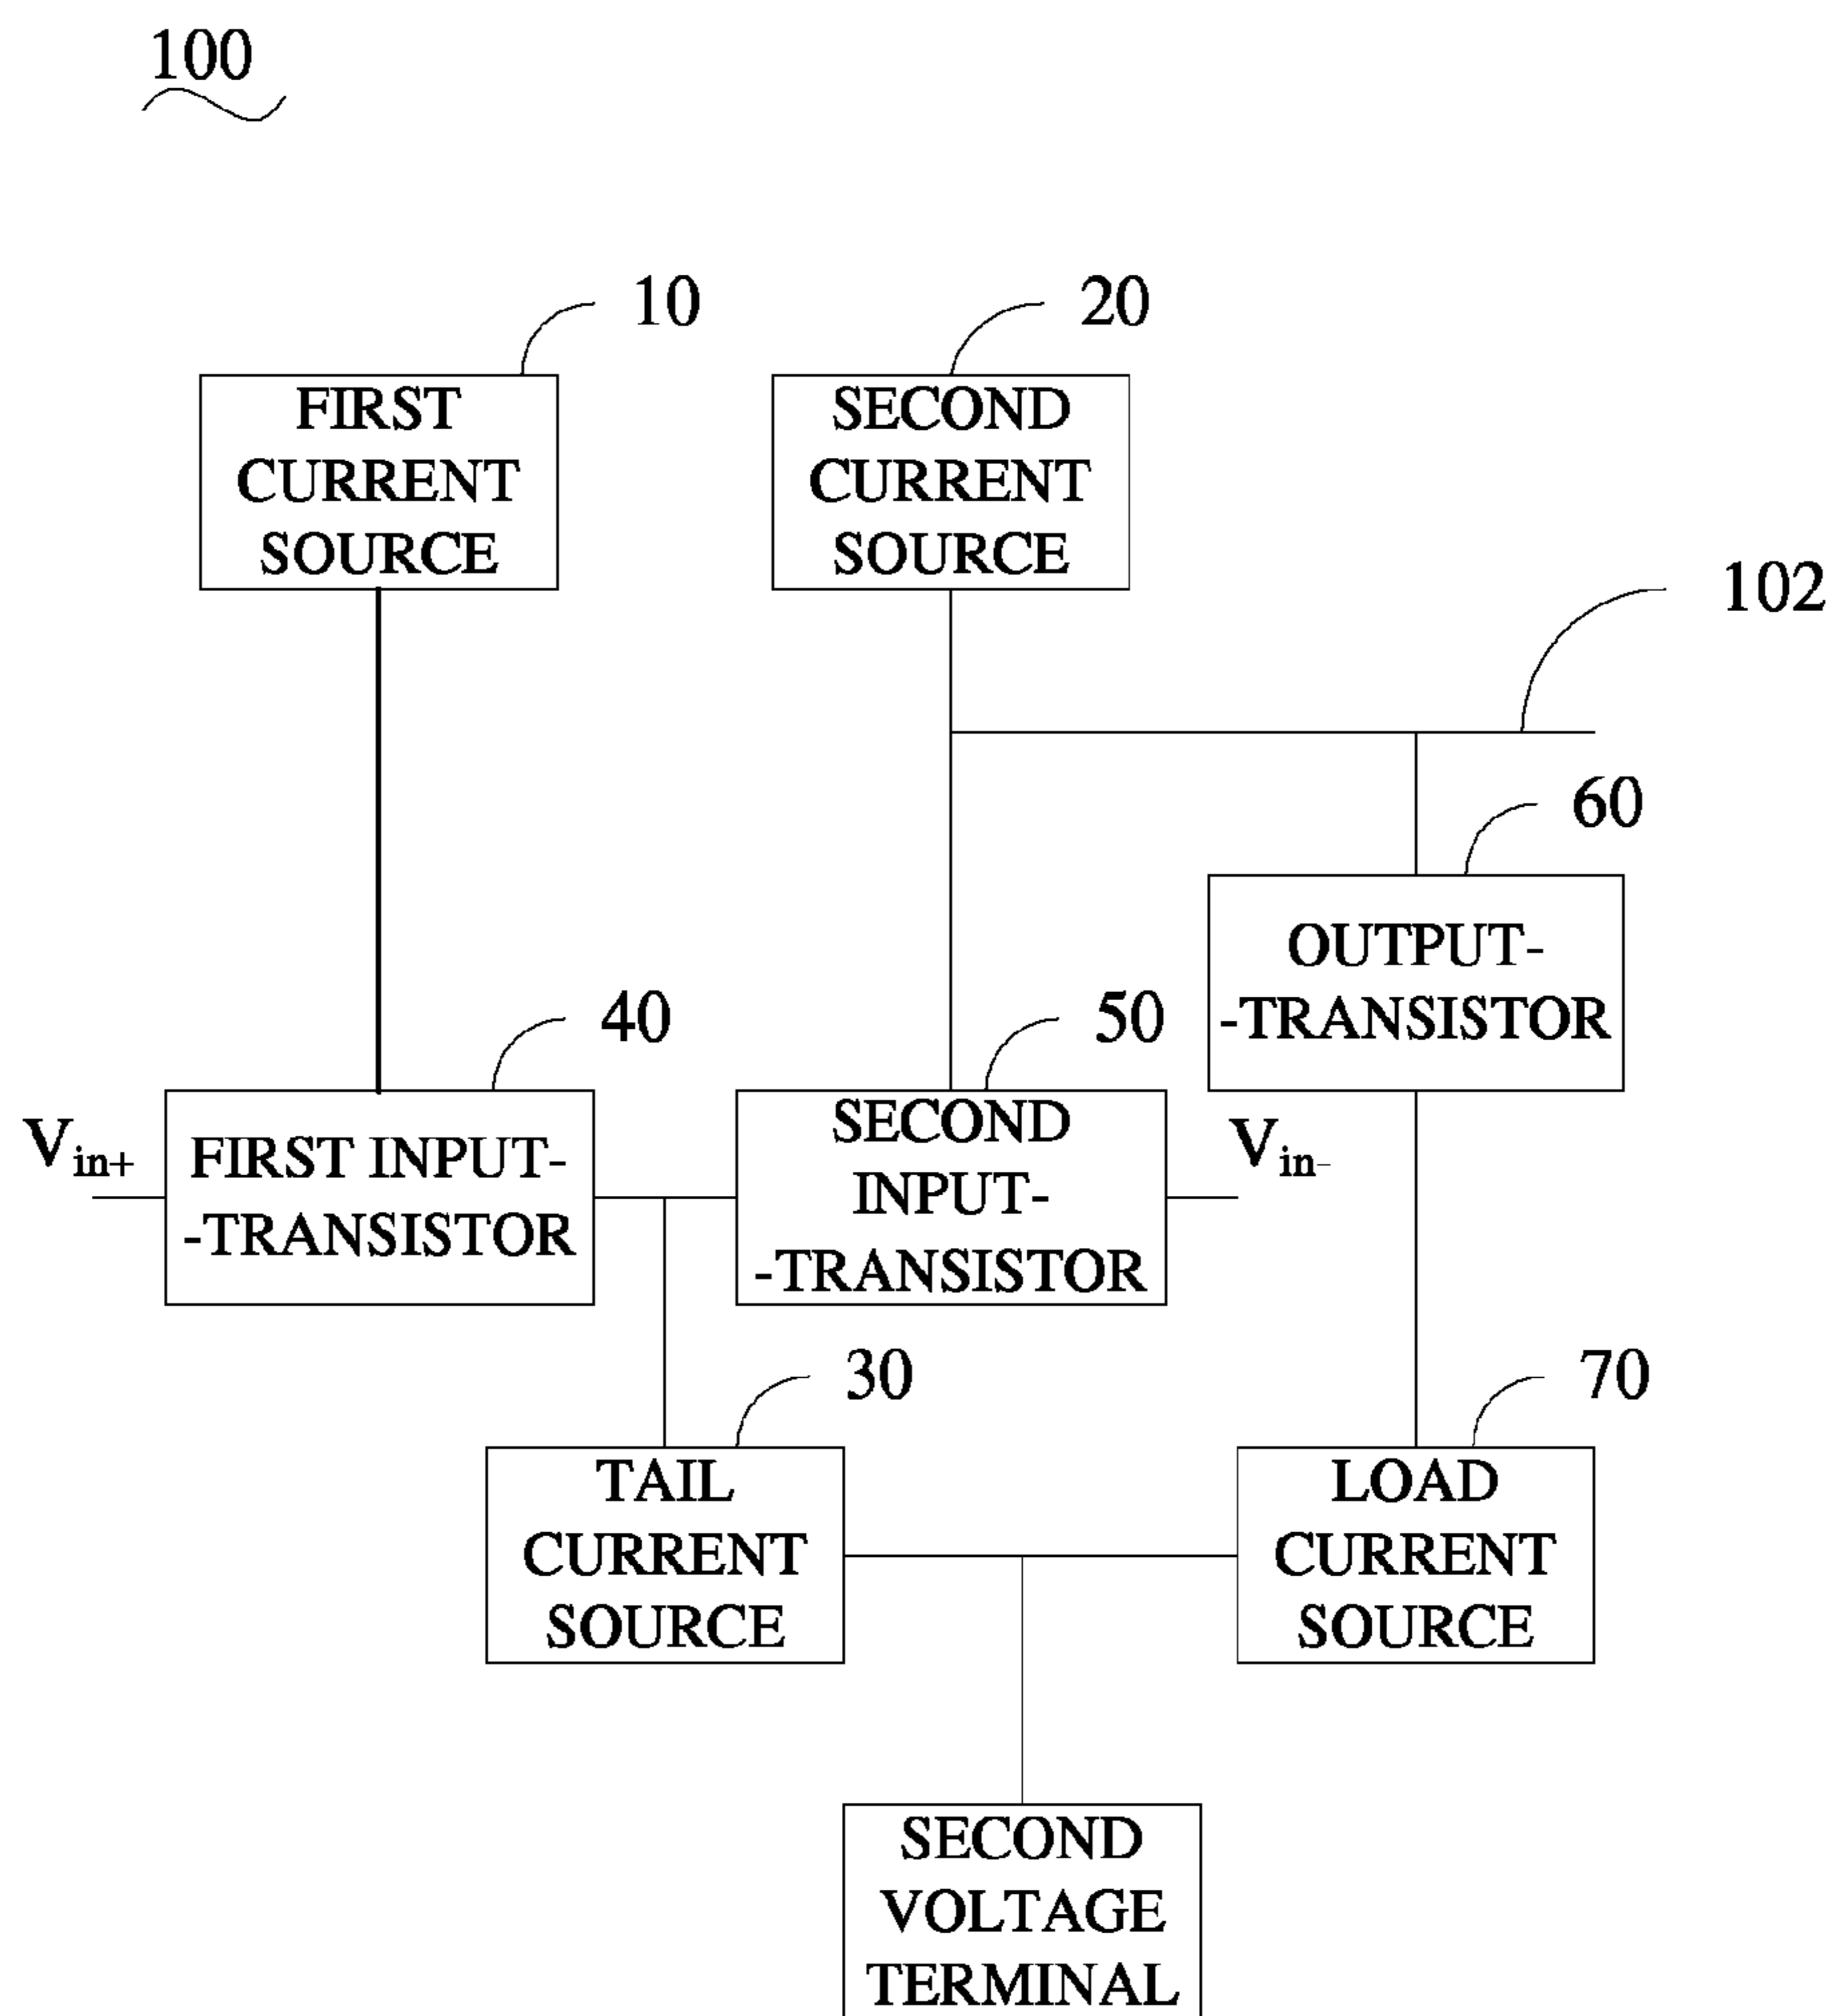 100
10
20
FIRST
CURRENT
SOURCE
SECOND
CURRENT
SOURCE
102
60
OUTPUT-
-TRANSISTOR
40
50
Vin+
FIRST INPUT-
-TRANSISTOR
SECOND
INPUT-
-TRANSISTOR
Vin-
30
70
TAIL
CURRENT
SOURCE
LOAD
CURRENT
SOURCE
SECOND
VOLTAGE
TERMINAL